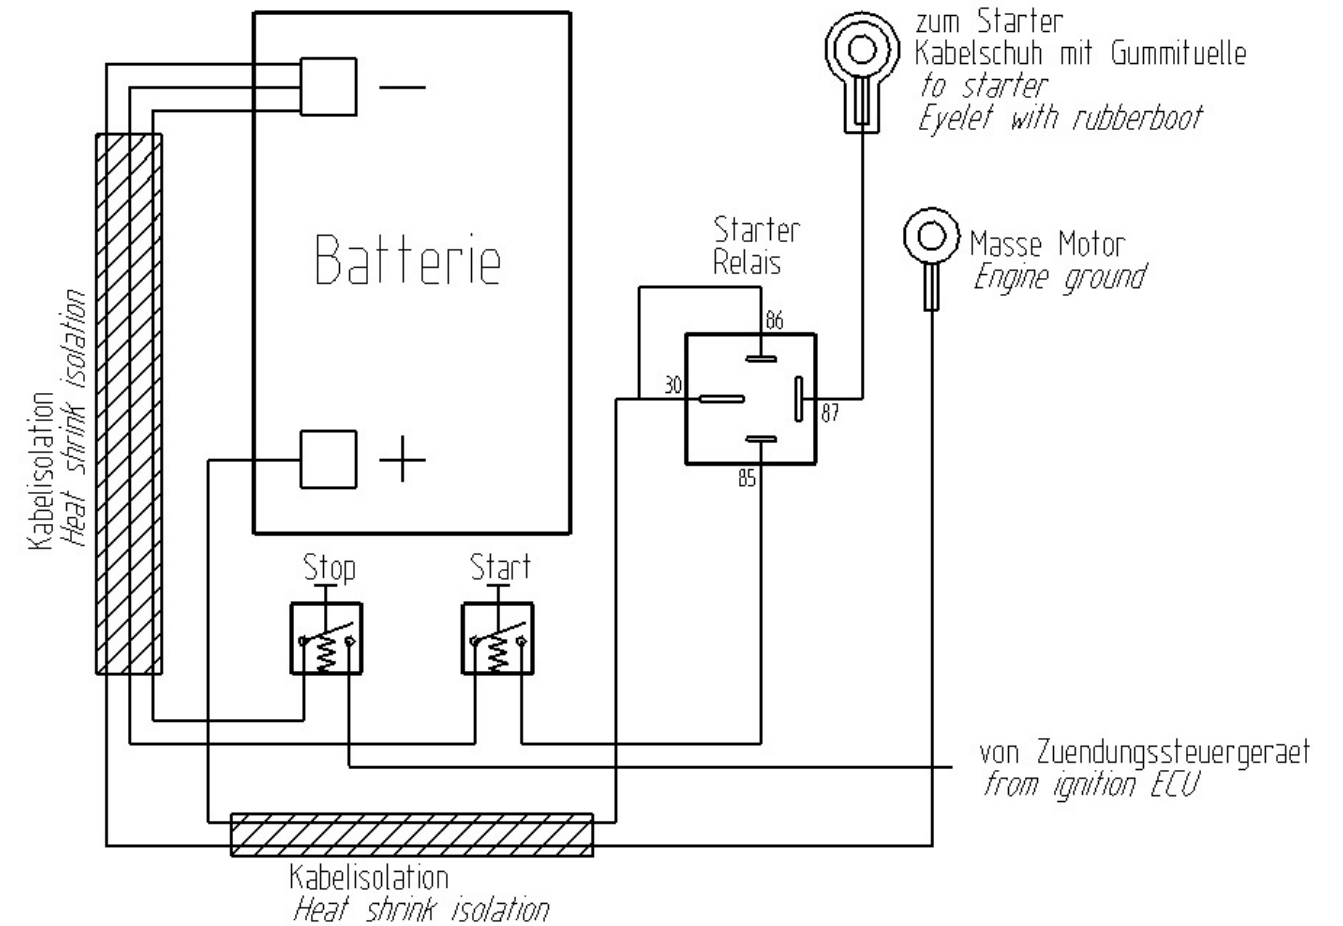 zum Starter
Kabelschuh mit Gummituelle
to starter
Eyelet with rubberboot
−
Batterie
+
Starter
Relais
86
30
87
85
Masse Motor
Engine ground
Kabelisolation
Heat shrink isolation
Stop
Start
von Zuendungssteuergeraet
from ignition ECU
Kabelisolation
Heat shrink isolation